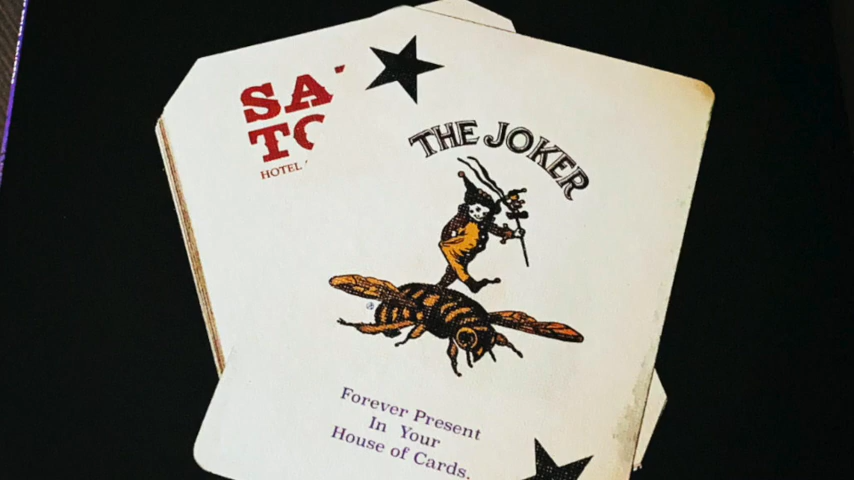 SA
TO
HOTEL
THE JOKER
Forever Present
In Your
House of Cards.